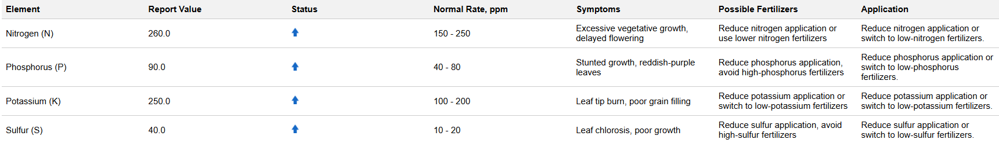 Element Report Value Status Normal Rate, ppm Symptoms Possible Fertilizers Application
Nitrogen (N) 260.0 150 - 250 Excessive vegetative growth, delayed flowering Reduce nitrogen application or use lower nitrogen fertilizers Reduce nitrogen application or switch to low-nitrogen fertilizers.
Phosphorus (P) 90.0 40 - 80 Stunted growth, reddish-purple leaves Reduce phosphorus application, avoid high-phosphorus fertilizers Reduce phosphorus application or switch to low-phosphorus fertilizers.
Potassium (K) 250.0 100 - 200 Leaf tip burn, poor grain filling Reduce potassium application or switch to low-potassium fertilizers Reduce potassium application or switch to low-potassium fertilizers.
Sulfur (S) 40.0 10 - 20 Leaf chlorosis, poor growth Reduce sulfur application, avoid high-sulfur fertilizers Reduce sulfur application or switch to low-sulfur fertilizers.